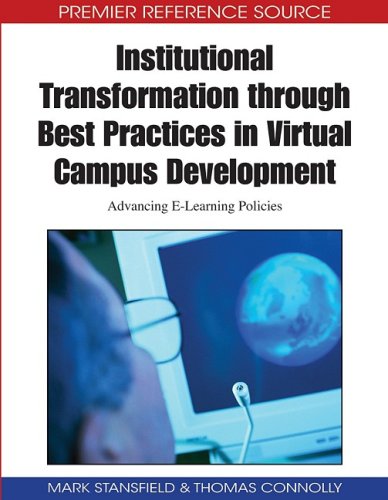 PREMIER REFERENCE SOURCE
Institutional
Transformation through
Best Practices in Virtual
Campus Development
Advancing E-Learning Policies
MARK STANSFIELD & THOMAS CONNOLLY